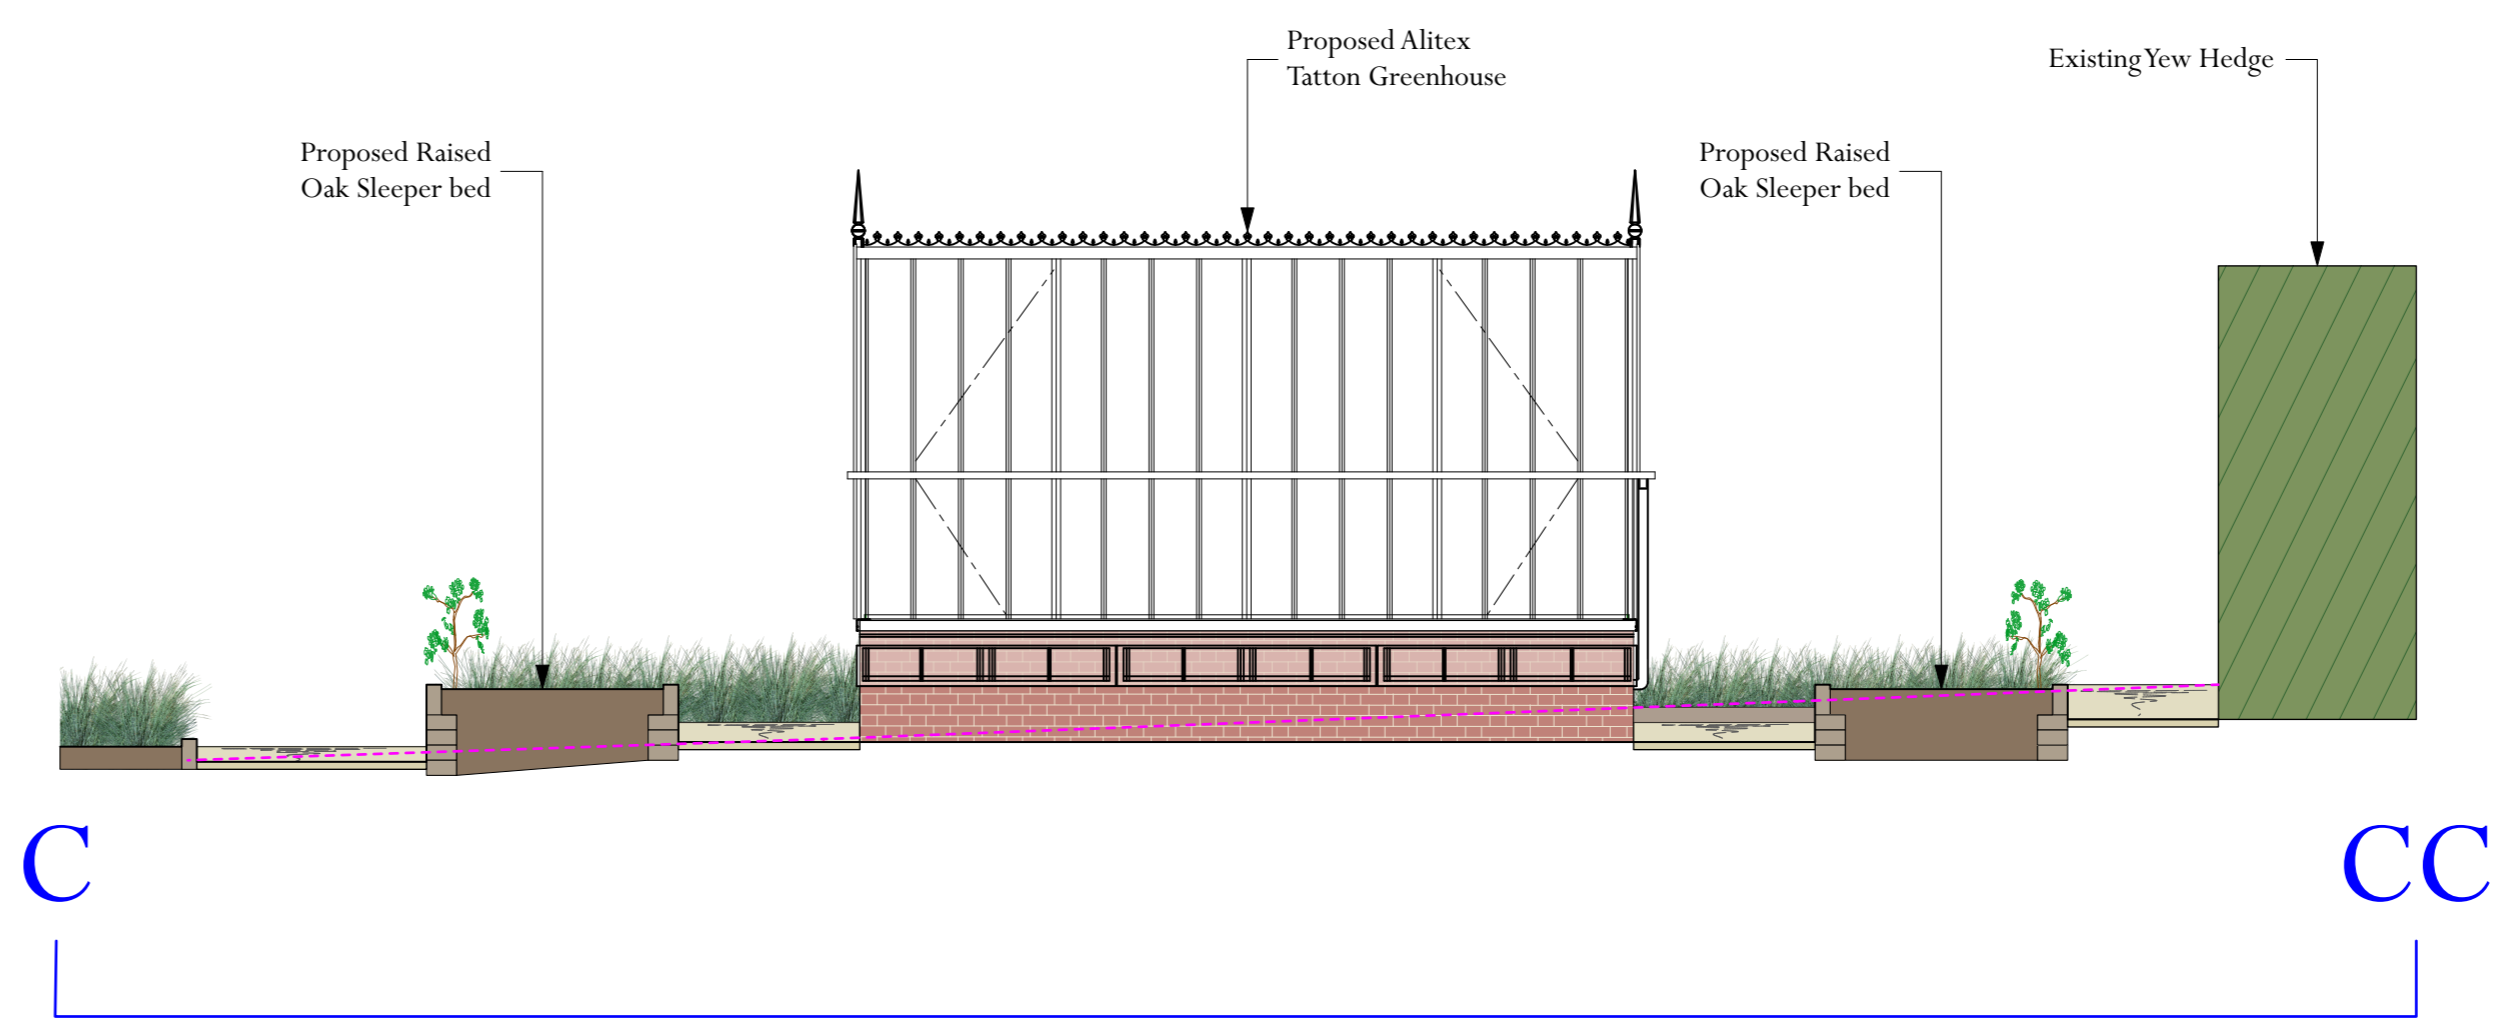 Proposed Alitex
Tatton Greenhouse
Existing Yew Hedge
Proposed Raised
Oak Sleeper bed
Proposed Raised
Oak Sleeper bed
C
CC